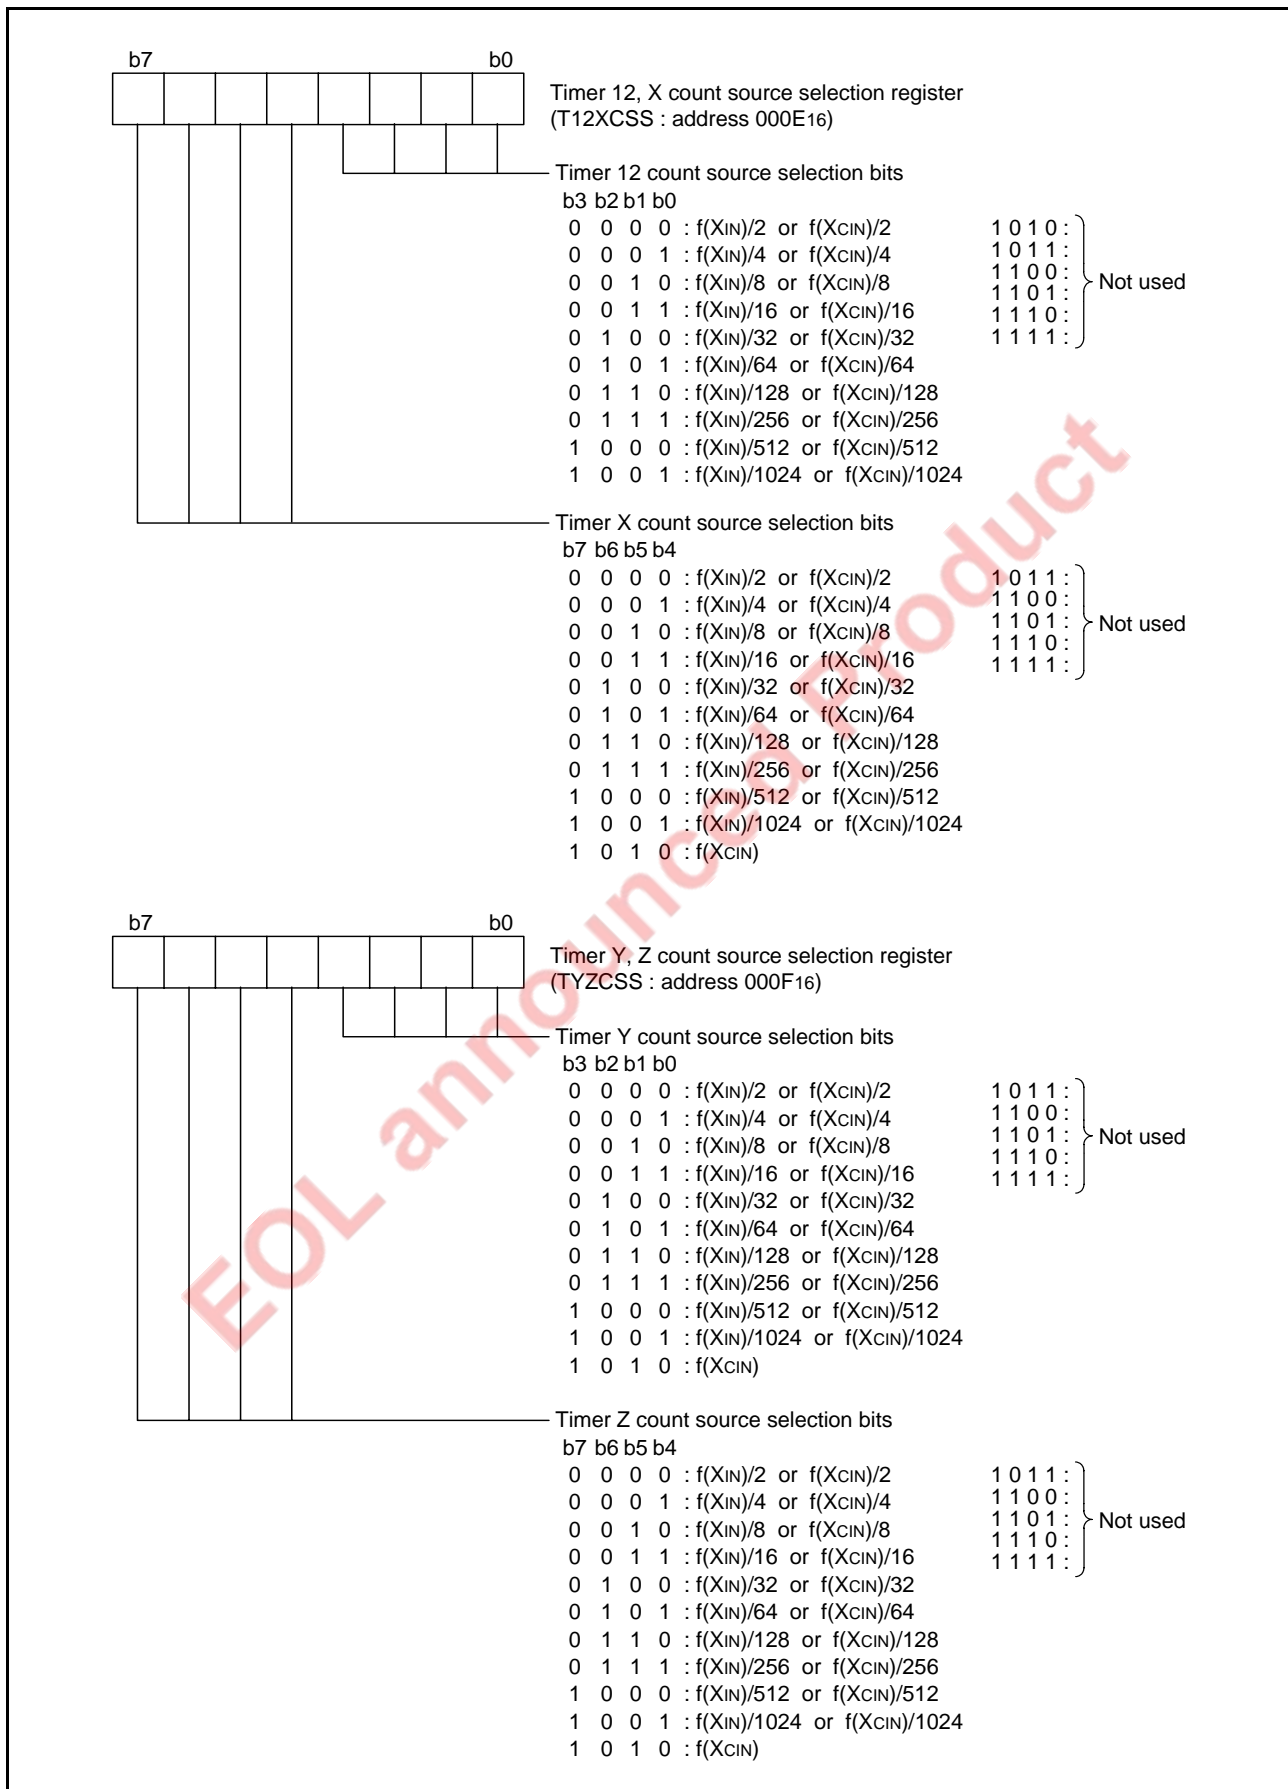 b7 b0
Timer 12, X count source selection register
(T12XCSS : address 000E16)
Timer 12 count source selection bits
b3 b2 b1 b0
0 0 0 0 : f(XIN)/2 or f(XCIN)/2 1 0 1 0 :
0 0 0 1 : f(XIN)/4 or f(XCIN)/4 1 0 1 1 :
0 0 1 0 : f(XIN)/8 or f(XCIN)/8 1 1 0 0 : Not used
0 0 1 1 : f(XIN)/16 or f(XCIN)/16 1 1 0 1 :
0 1 0 0 : f(XIN)/32 or f(XCIN)/32 1 1 1 0 :
0 1 0 1 : f(XIN)/64 or f(XCIN)/64 1 1 1 1 :
0 1 1 0 : f(XIN)/128 or f(XCIN)/128
0 1 1 1 : f(XIN)/256 or f(XCIN)/256
1 0 0 0 : f(XIN)/512 or f(XCIN)/512
1 0 0 1 : f(XIN)/1024 or f(XCIN)/1024
Timer X count source selection bits
b7 b6 b5 b4
0 0 0 0 : f(XIN)/2 or f(XCIN)/2 1 0 1 1 :
0 0 0 1 : f(XIN)/4 or f(XCIN)/4 1 1 0 0 :
0 0 1 0 : f(XIN)/8 or f(XCIN)/8 1 1 0 1 : Not used
0 0 1 1 : f(XIN)/16 or f(XCIN)/16 1 1 1 0 :
0 1 0 0 : f(XIN)/32 or f(XCIN)/32 1 1 1 1 :
0 1 0 1 : f(XIN)/64 or f(XCIN)/64
0 1 1 0 : f(XIN)/128 or f(XCIN)/128
0 1 1 1 : f(XIN)/256 or f(XCIN)/256
1 0 0 0 : f(XIN)/512 or f(XCIN)/512
1 0 0 1 : f(XIN)/1024 or f(XCIN)/1024
1 0 1 0 : f(XCIN)
b7 b0
Timer Y, Z count source selection register
(TYZCSS : address 000F16)
Timer Y count source selection bits
b3 b2 b1 b0
0 0 0 0 : f(XIN)/2 or f(XCIN)/2 1 0 1 1 :
0 0 0 1 : f(XIN)/4 or f(XCIN)/4 1 1 0 0 :
0 0 1 0 : f(XIN)/8 or f(XCIN)/8 1 1 0 1 : Not used
0 0 1 1 : f(XIN)/16 or f(XCIN)/16 1 1 1 0 :
0 1 0 0 : f(XIN)/32 or f(XCIN)/32 1 1 1 1 :
0 1 0 1 : f(XIN)/64 or f(XCIN)/64
0 1 1 0 : f(XIN)/128 or f(XCIN)/128
0 1 1 1 : f(XIN)/256 or f(XCIN)/256
1 0 0 0 : f(XIN)/512 or f(XCIN)/512
1 0 0 1 : f(XIN)/1024 or f(XCIN)/1024
1 0 1 0 : f(XCIN)
Timer Z count source selection bits
b7 b6 b5 b4
0 0 0 0 : f(XIN)/2 or f(XCIN)/2 1 0 1 1 :
0 0 0 1 : f(XIN)/4 or f(XCIN)/4 1 1 0 0 :
0 0 1 0 : f(XIN)/8 or f(XCIN)/8 1 1 0 1 : Not used
0 0 1 1 : f(XIN)/16 or f(XCIN)/16 1 1 1 0 :
0 1 0 0 : f(XIN)/32 or f(XCIN)/32 1 1 1 1 :
0 1 0 1 : f(XIN)/64 or f(XCIN)/64
0 1 1 0 : f(XIN)/128 or f(XCIN)/128
0 1 1 1 : f(XIN)/256 or f(XCIN)/256
1 0 0 0 : f(XIN)/512 or f(XCIN)/512
1 0 0 1 : f(XIN)/1024 or f(XCIN)/1024
1 0 1 0 : f(XCIN)
EOL announced Product